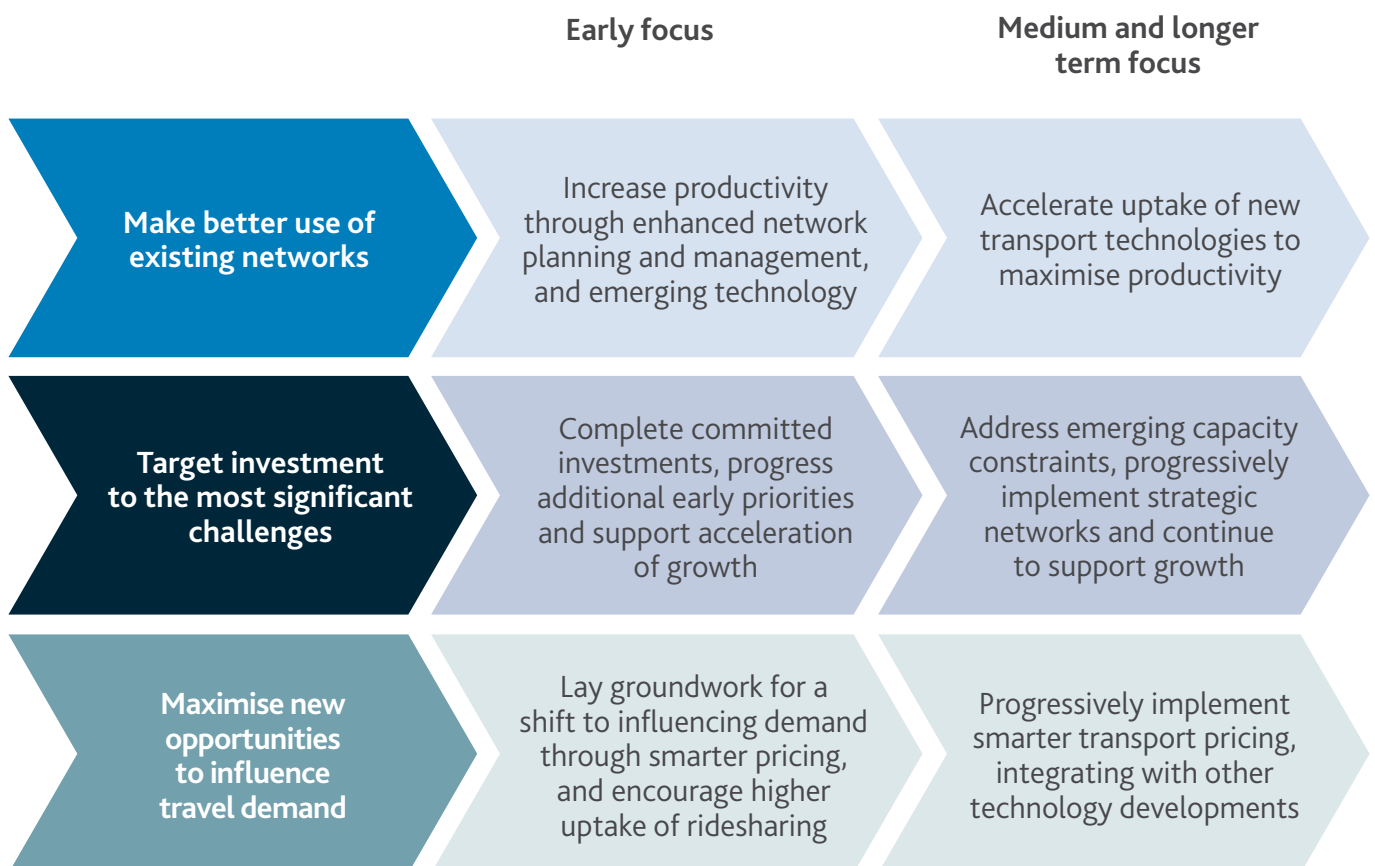 Early focus
Medium and longer
term focus
Make better use of
existing networks
Increase productivity
through enhanced network
planning and management,
and emerging technology
Accelerate uptake of new
transport technologies to
maximise productivity
Target investment
to the most significant
challenges
Complete committed
investments, progress
additional early priorities
and support acceleration
of growth
Address emerging capacity
constraints, progressively
implement strategic
networks and continue
to support growth
Maximise new
opportunities
to influence
travel demand
Lay groundwork for a
shift to influencing demand
through smarter pricing,
and encourage higher
uptake of ridesharing
Progressively implement
smarter transport pricing,
integrating with other
technology developments